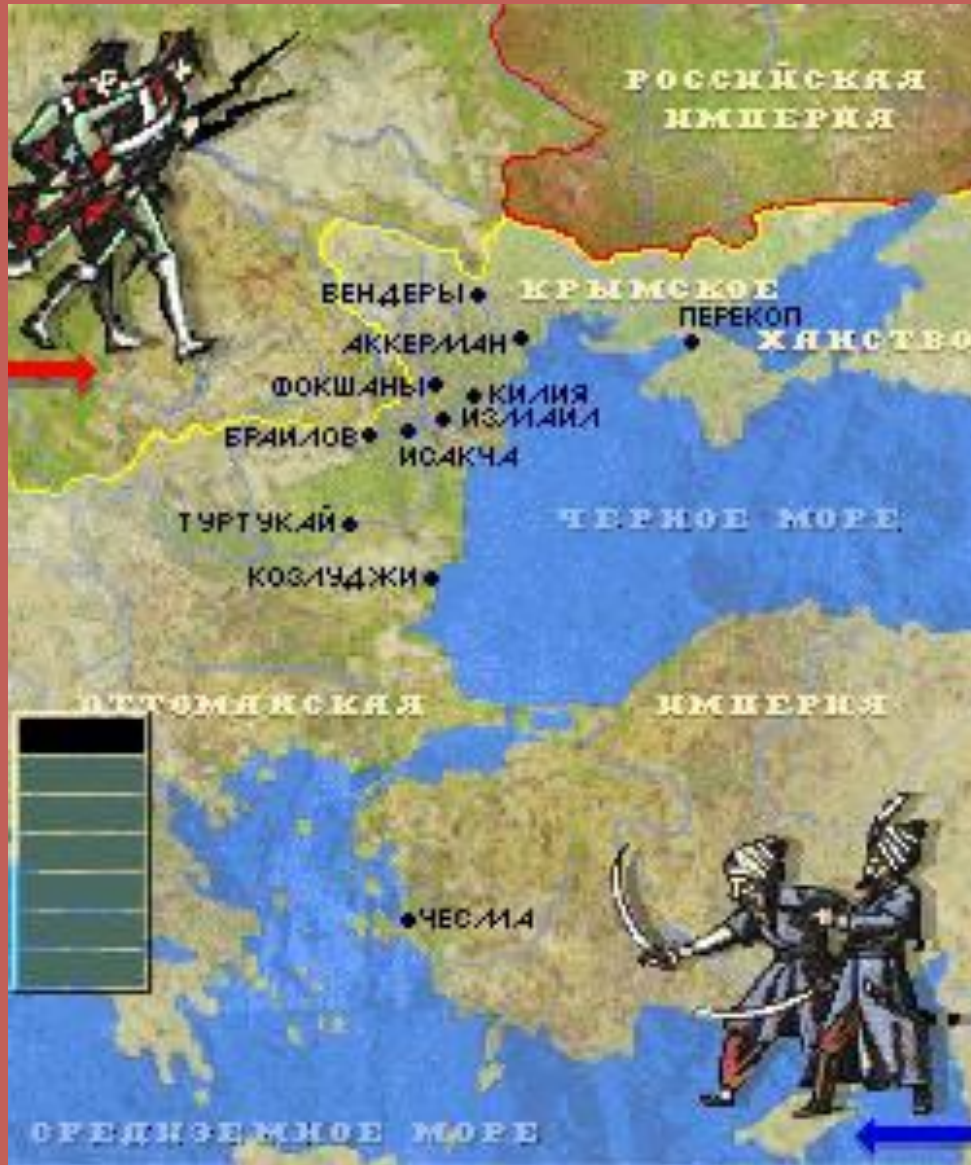 РОССИЙСКАЯ
ИМПЕРИЯ
БЕНДЕРЫ
КРЫМСКОЕ
ПЕРЕКОП
АККЕРМАН
ХАНСТВО
ФОКШАНЫ
КИЛИЯ
ИЗМАИЛ
БРАИЛОВ
ИСАКЧА
ТУРТУКАЙ
ЧЕРНОЕ МОРЕ
КОЗЛУДЖИ
ОТТОМАНСКАЯ ИМПЕРИЯ
ЧЕСМА
СРЕДИЗЕМНОЕ МОРЕ